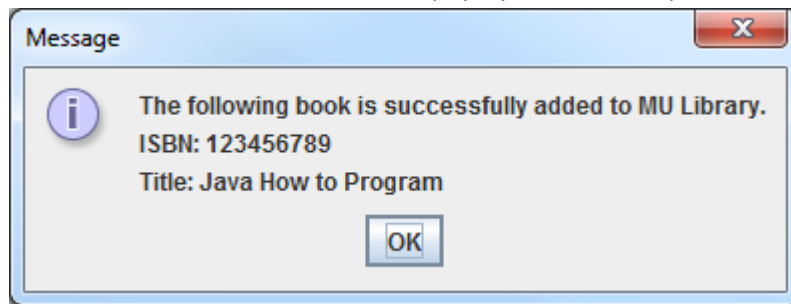 Message
The following book is successfully added to MU Library.
ISBN: 123456789
Title: Java How to Program
OK